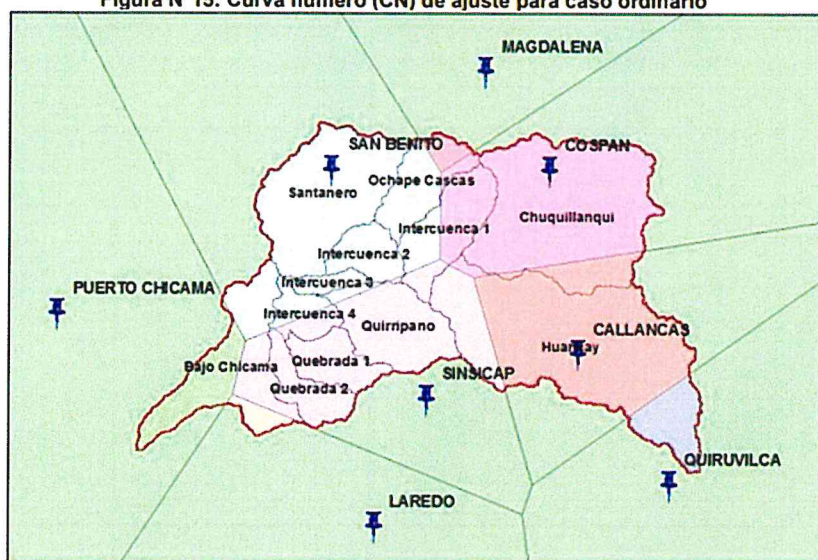 Figura N°15: Curva número (CN) de ajuste para caso ordinario
MAGDALENA
SAN BENITO
COSPAN
Ochape Cascas
Santanero
Chuquillanqui
Intercuenca 1
Intercuenca 2
Intercuenca 3
PUERTO CHICAMA
Intercuenca 4
Quirripano
CALLANCAS
Huancay
Bajo Chicama
Quebrada 1
SINSICAP
Quebrada 2
QUIRUVILCA
LAREDO